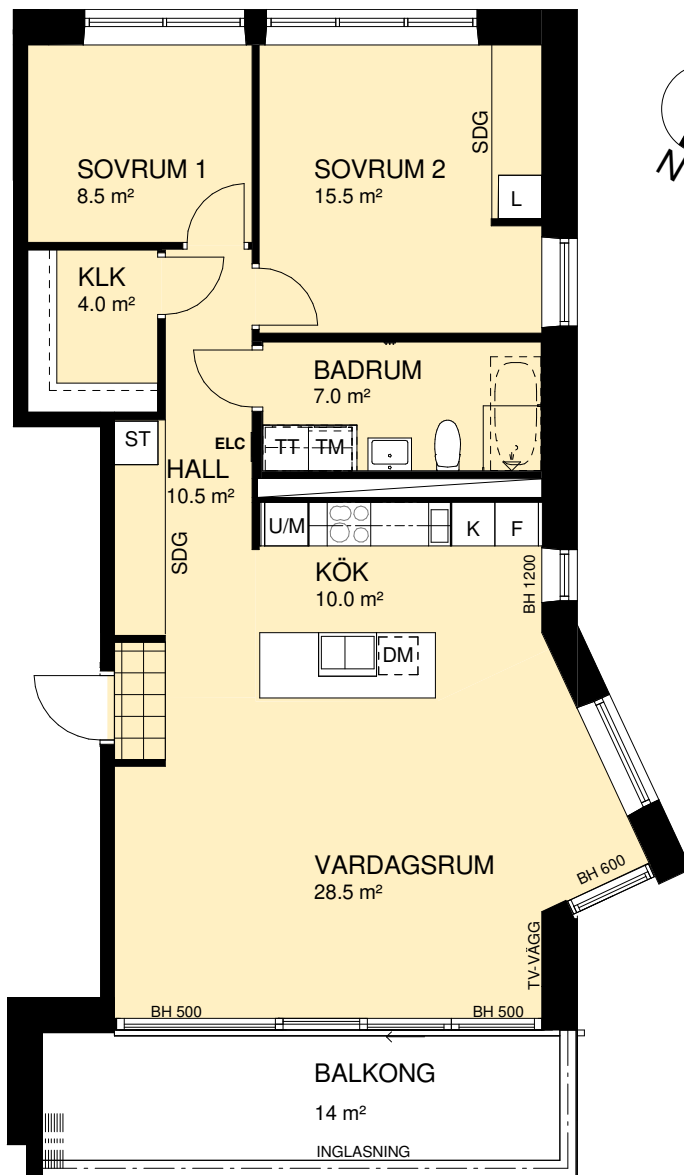 SOVRUM 1
8.5 m²
SOVRUM 2
15.5 m²
SDG
L
N
KLK
4.0 m²
BADRUM
7.0 m²
ST
ELC
TT
TM
HALL
10.5 m²
SDG
U/M
K
F
KÖK
10.0 m²
BH 1200
DM
VARDAGSRUM
28.5 m²
BH 600
TV-VÄGG
BH 500
BH 500
BALKONG
14 m²
INGLASNING